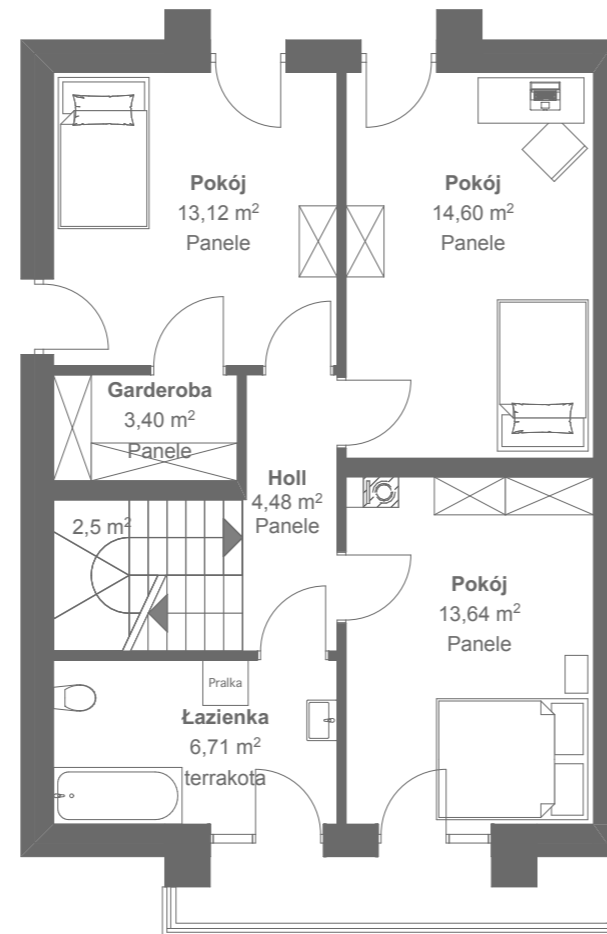 Pokój
13,12 m²
Panele
Pokój
14,60 m²
Panele
Garderoba
3,40 m²
Panele
Holl
4,48 m²
Panele
2,5 m²
Pokój
13,64 m²
Panele
Pralka
Łazienka
6,71 m²
terrakota